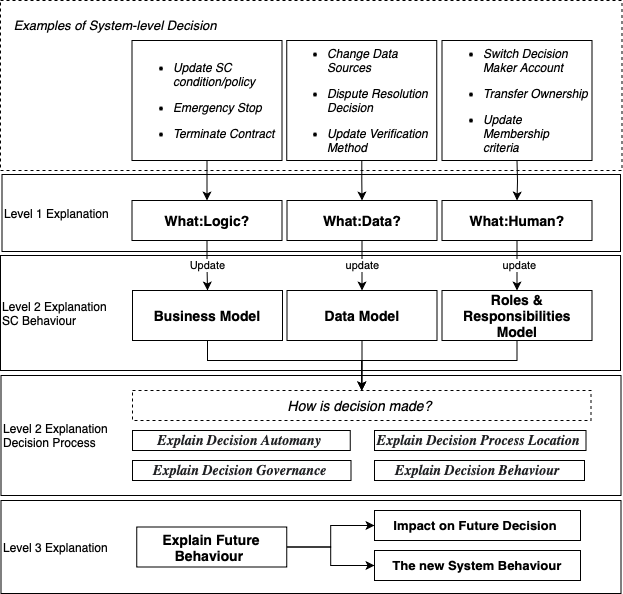 Examples of System-level Decision
Update SC
condition/policy
Emergency Stop
Terminate Contract
Change Data
Sources
Dispute Resolution
Decision
Update Verification
Method
Switch Decision
Maker Account
Transfer Ownership
Update
Membership
criteria
Level 1 Explanation
What:Logic?
What:Data?
What:Human?
Update
update
update
Level 2 Explanation
SC Behaviour
Business Model
Data Model
Roles &
Responsibilities
Model
Level 2 Explanation
Decision Process
How is decision made?
Explain Decision Automany
Explain Decision Process Location
Explain Decision Governance
Explain Decision Behaviour
Level 3 Explanation
Explain Future
Behaviour
Impact on Future Decision
The new System Behaviour